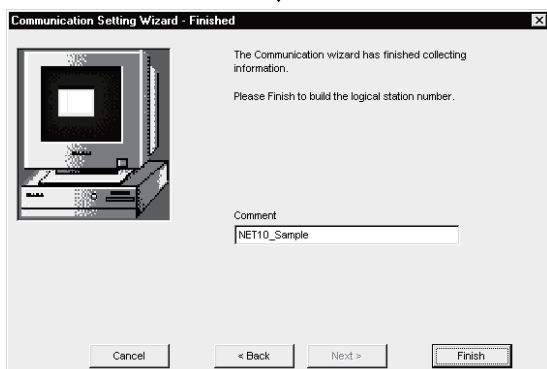 Communication Setting Wizard - Finished
The Communication wizard has finished collecting
information.
Please Finish to build the logical station number.
Comment
NET10_Sample
Cancel
< Back
Next >
Finish